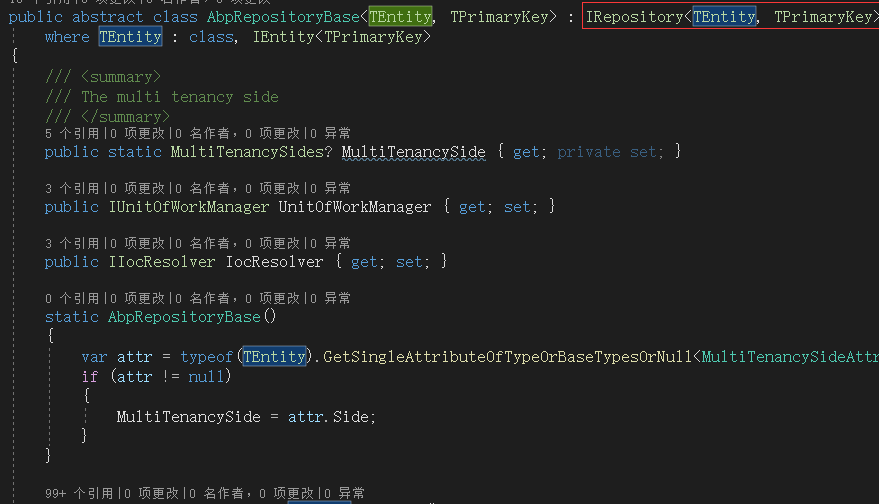 public abstract class AbpRepositoryBase<TEntity, TPrimaryKey> : IRepository<TEntity, TPrimaryKey>
where TEntity : class, IEntity<TPrimaryKey>
{
/// <summary>
/// The multi tenancy side
/// </summary>
5 个引用|0 项更改|0 名作者，0 项更改|0 异常
public static MultiTenancySides? MultiTenancySide { get; private set; }
3 个引用|0 项更改|0 名作者，0 项更改|0 异常
public IUnitOfWorkManager UnitOfWorkManager { get; set; }
3 个引用|0 项更改|0 名作者，0 项更改|0 异常
public IIocResolver IocResolver { get; set; }
0 个引用|0 项更改|0 名作者，0 项更改|0 异常
static AbpRepositoryBase()
{
var attr = typeof(TEntity).GetSingleAttributeOfTypeOrBaseTypesOrNull<MultiTenancySideAttr
if (attr != null)
{
MultiTenancySide = attr.Side;
}
}
99+ 个引用|0 项更改|0 名作者，0 项更改|0 异常